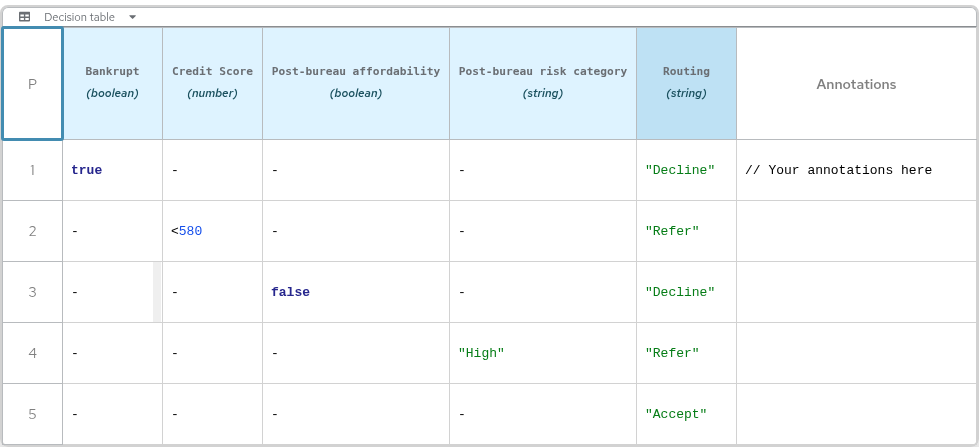 Decision table
P Bankrupt (boolean) Credit Score (number) Post-bureau affordability (boolean) Post-bureau risk category (string) Routing (string) Annotations
1 true - - - "Decline" // Your annotations here
2 - <580 - - "Refer"
3 - - false - "Decline"
4 - - - "High" "Refer"
5 - - - - "Accept"